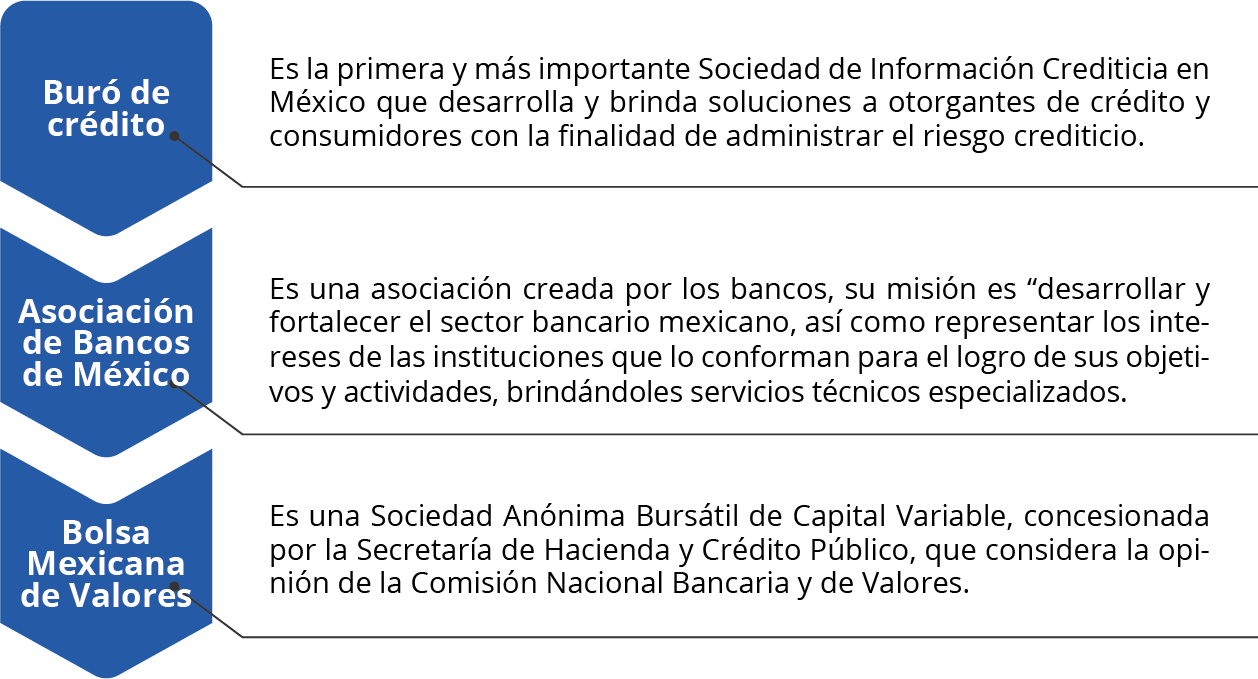 Buró de
crédito
Es la primera y más importante Sociedad de Información Crediticia en
México que desarrolla y brinda soluciones a otorgantes de crédito y
consumidores con la finalidad de administrar el riesgo crediticio.
Asociación
de Bancos
de México
Es una asociación creada por los bancos, su misión es “desarrollar y
fortalecer el sector bancario mexicano, así como representar los inte-
reses de las instituciones que lo conforman para el logro de sus objeti-
vos y actividades, brindándoles servicios técnicos especializados.
Bolsa
Mexicana
de Valores
Es una Sociedad Anónima Bursátil de Capital Variable, concesionada
por la Secretaría de Hacienda y Crédito Público, que considera la opi-
nión de la Comisión Nacional Bancaria y de Valores.